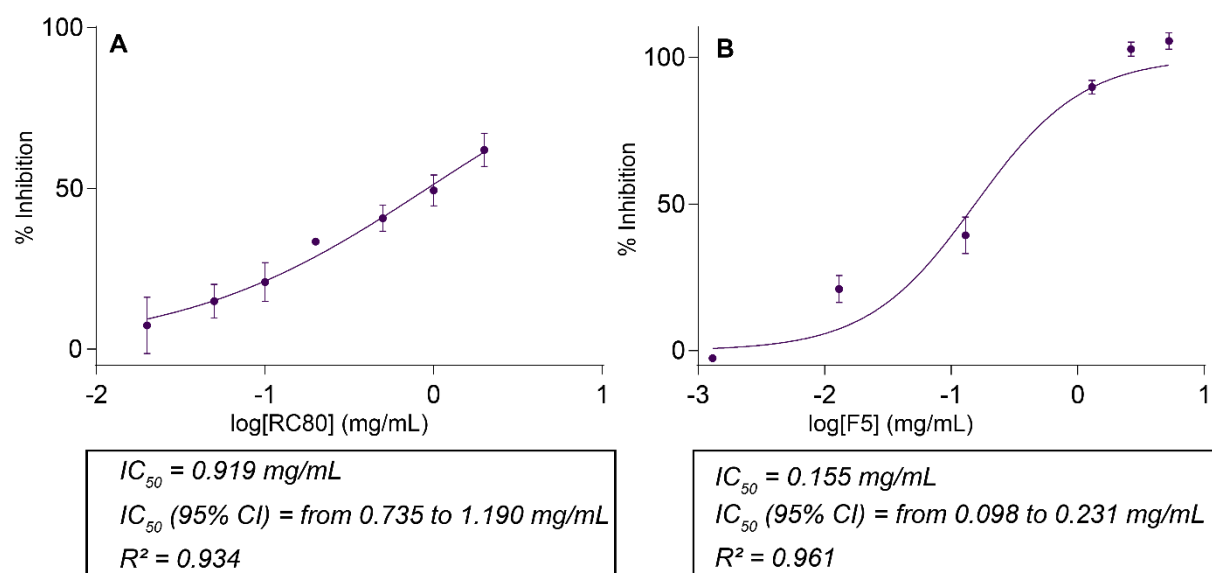 A
100
50
0
% Inhibition
-2
-1
0
1
log[RC80] (mg/mL)
IC50 = 0.919 mg/mL
IC50 (95% CI) = from 0.735 to 1.190 mg/mL
R² = 0.934
B
100
50
0
% Inhibition
-3
-2
-1
0
1
log[F5] (mg/mL)
IC50 = 0.155 mg/mL
IC50 (95% CI) = from 0.098 to 0.231 mg/mL
R² = 0.961